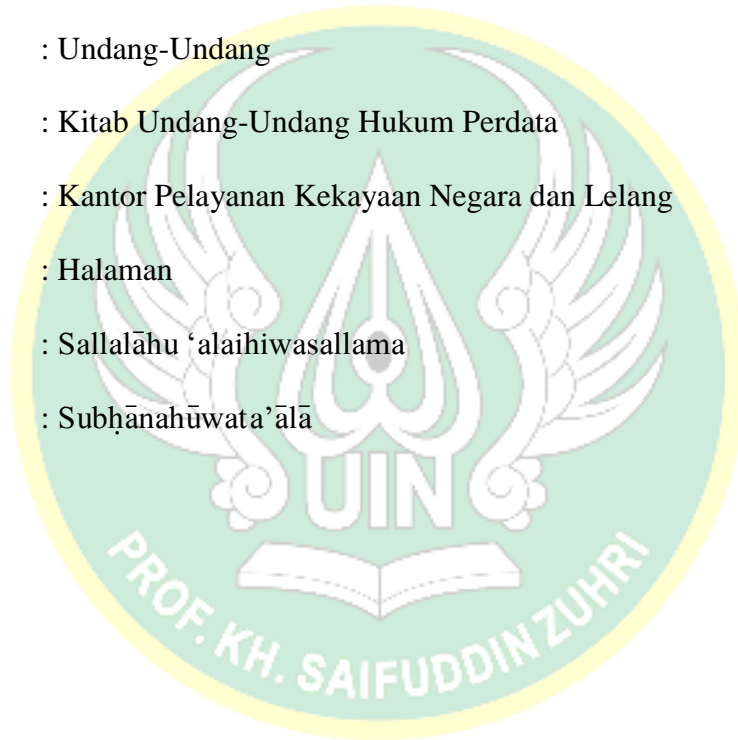 : Undang-Undang
: Kitab Undang-Undang Hukum Perdata
: Kantor Pelayanan Kekayaan Negara dan Lelang
: Halaman
: Sallalāhu ‘alaihiwasallama
: Subḥānahūwata’ālā
UIN
PROF. KH. SAIFUDDIN ZUHRI